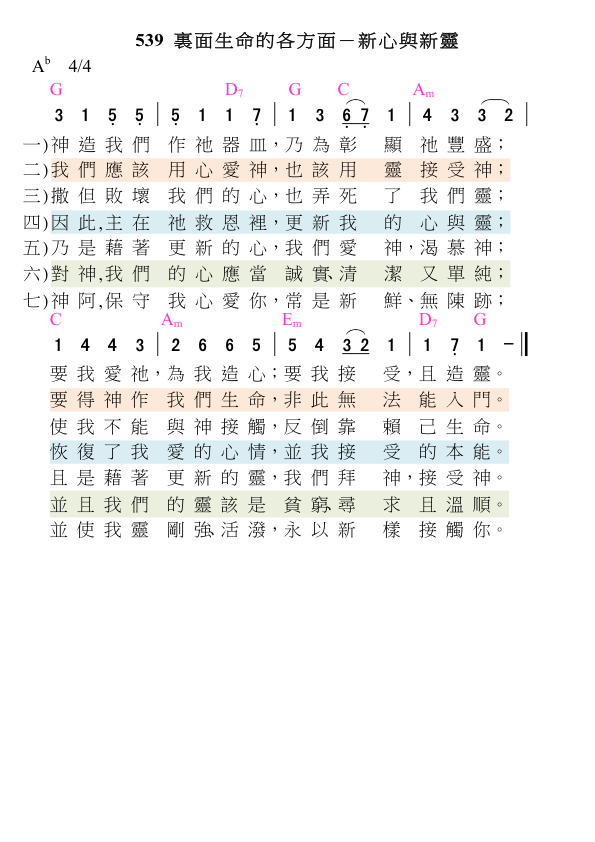 539 裏面生命的各方面－新心與新靈
Ab 4/4
G D7 G C Am
3 1 5 5 | 5 1 1 7 | 1 3 6 7 1 | 4 3 3 2 |
一)神造我們 作祂器皿，乃為彰 顯 祂豐盛；
二)我們應該 用心愛神，也該用 靈 接受神；
三)撒但敗壞 我們的心，也弄死 了 我們靈；
四)因此,主在 祂救恩裡，更新我 的 心與靈；
五)乃是藉著 更新的心，我們愛 神，渴慕神；
六)對神,我們 的心應當 誠實、清 潔 又單純；
七)神阿,保守 我心愛你，常是新 鮮、無陳跡；
C Am Em D7 G
1 4 4 3 | 2 6 6 5 | 5 4 3 2 1 | 1 7 1 － ‖
要我愛祂，為我造心；要我接 受，且造靈。
要得神作 我們生命，非此無 法 能入門。
使我不能 與神接觸，反倒靠 賴 己生命。
恢復了我 愛的心情，並我接 受 的本能。
且是藉著 更新的靈，我們拜 神，接受神。
並且我們 的靈該是 貧窮、尋 求 且溫順。
並使我靈 剛強、活潑，永以新 樣 接觸你。